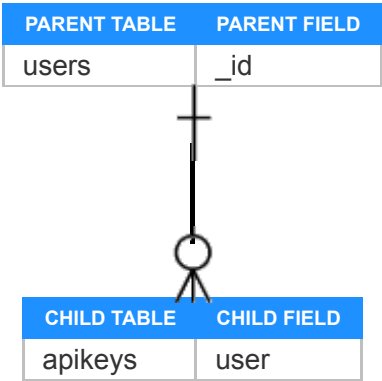 PARENT TABLE PARENT FIELD
users _id
CHILD TABLE CHILD FIELD
apikeys user